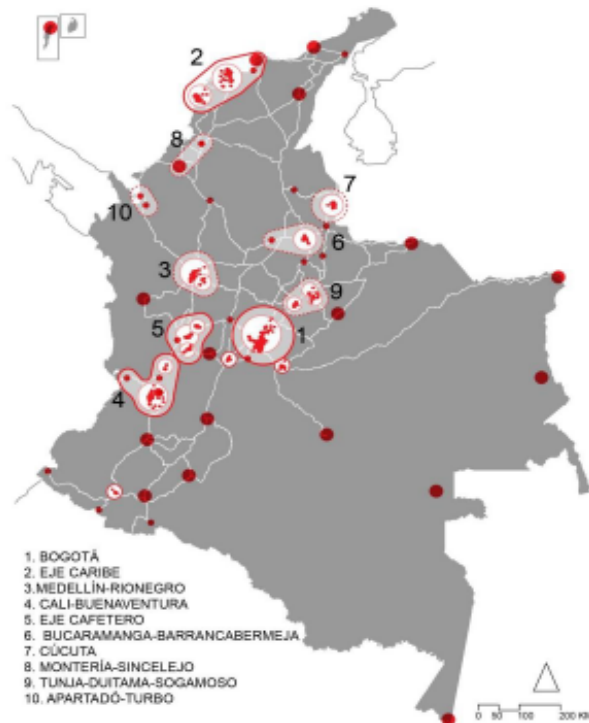 2
8
7
10
6
3
9
5
1
4
1. BOGOTÁ
2. EJE CARIBE
3.MEDELLÍN-RIONEGRO
4. CALI-BUENAVENTURA
5. EJE CAFETERO
6. BUCARAMANGA-BARRANCABERMEJA
7. CÚCUTA
8. MONTERÍA-SINCELEJO
9. TUNJA-DUITAMA-SOGAMOSO
10. APARTADÓ-TURBO
0 50 100 200 KM